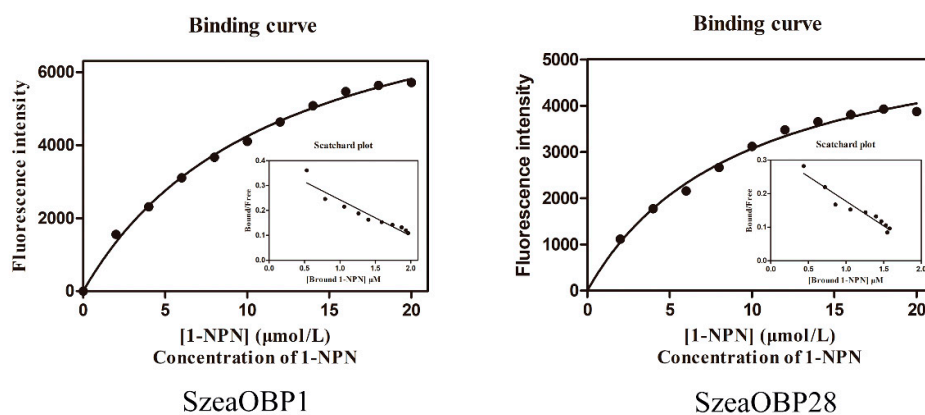 Binding curve
Fluorescence intensity
6000
4000
2000
0
0
5
10
15
20
Scatchard plot
Bound/Free
0.4
0.3
0.2
0.1
0.0
0.0
0.5
1.0
1.5
2.0
[Bround 1-NPN] µM
[1-NPN] (µmol/L)
Concentration of 1-NPN
SzeaOBP1
Binding curve
Fluorescence intensity
5000
4000
3000
2000
1000
0
0
5
10
15
20
Scatchard plot
Bound/Free
0.3
0.2
0.1
0.0
0.0
0.5
1.0
1.5
2.0
[Bround 1-NPN] µM
[1-NPN] (µmol/L)
Concentration of 1-NPN
SzeaOBP28